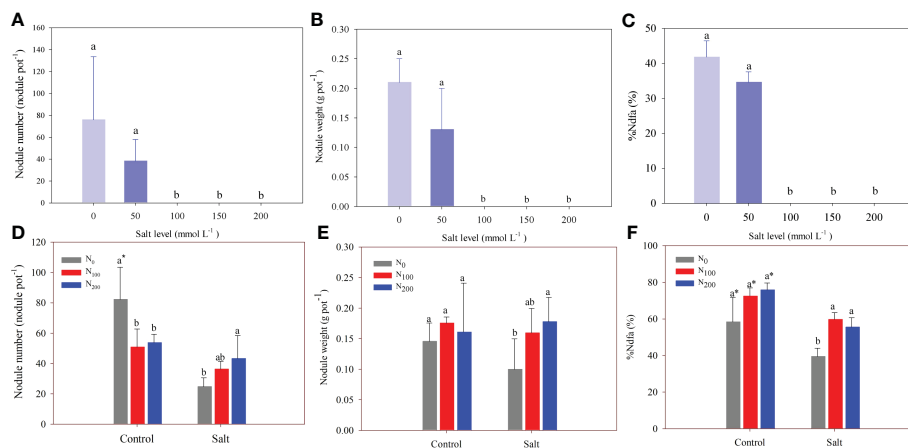 A
Nodule number (nodule pot⁻¹)
160
140
120
100
80
60
40
20
0
a
a
b
b
b
0 50 100 150 200
Salt level (mmol L⁻¹)
B
Nodule weight (g pot⁻¹)
0.30
0.25
0.20
0.15
0.10
0.05
0.00
a
a
b
b
b
0 50 100 150 200
Salt level (mmol L⁻¹)
C
%Ndfa (%)
50
40
30
20
10
0
a
a
b
b
b
0 50 100 150 200
Salt level (mmol L⁻¹)
D
Nodule number (nodule pot⁻¹)
120
100
80
60
40
20
0
N₀
N₁₀₀
N₂₀₀
a*
b
b
b
ab
a
Control Salt
E
Nodule weight (g pot⁻¹)
0.30
0.25
0.20
0.15
0.10
0.05
0.00
N₀
N₁₀₀
N₂₀₀
a
a
a
b
ab
a
Control Salt
F
%Ndfa (%)
80
60
40
20
0
N₀
N₁₀₀
N₂₀₀
a*
a*
a*
b
a
a
Control Salt